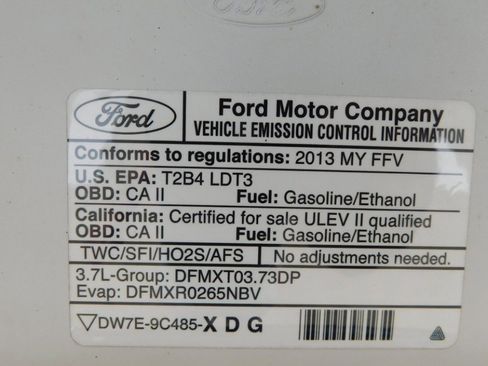 Ford
Ford Motor Company
VEHICLE EMISSION CONTROL INFORMATION
Conforms to regulations: 2013 MY FFV
U.S. EPA: T2B4 LDT3
OBD: CA II Fuel: Gasoline/Ethanol
California: Certified for sale ULEV II qualified
OBD: CA II Fuel: Gasoline/Ethanol
TWC/SFI/HO2S/AFS No adjustments needed.
3.7L-Group: DFMXT03.73DP
Evap: DFMXR0265NBV
▽DW7E-9C485-X D G